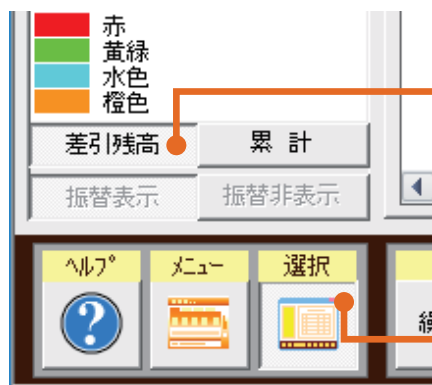 赤
黄緑
水色
橙色
差引残高 累計
振替表示 振替非表示
ﾍﾙﾌﾟ ﾒﾆｭｰ 選択